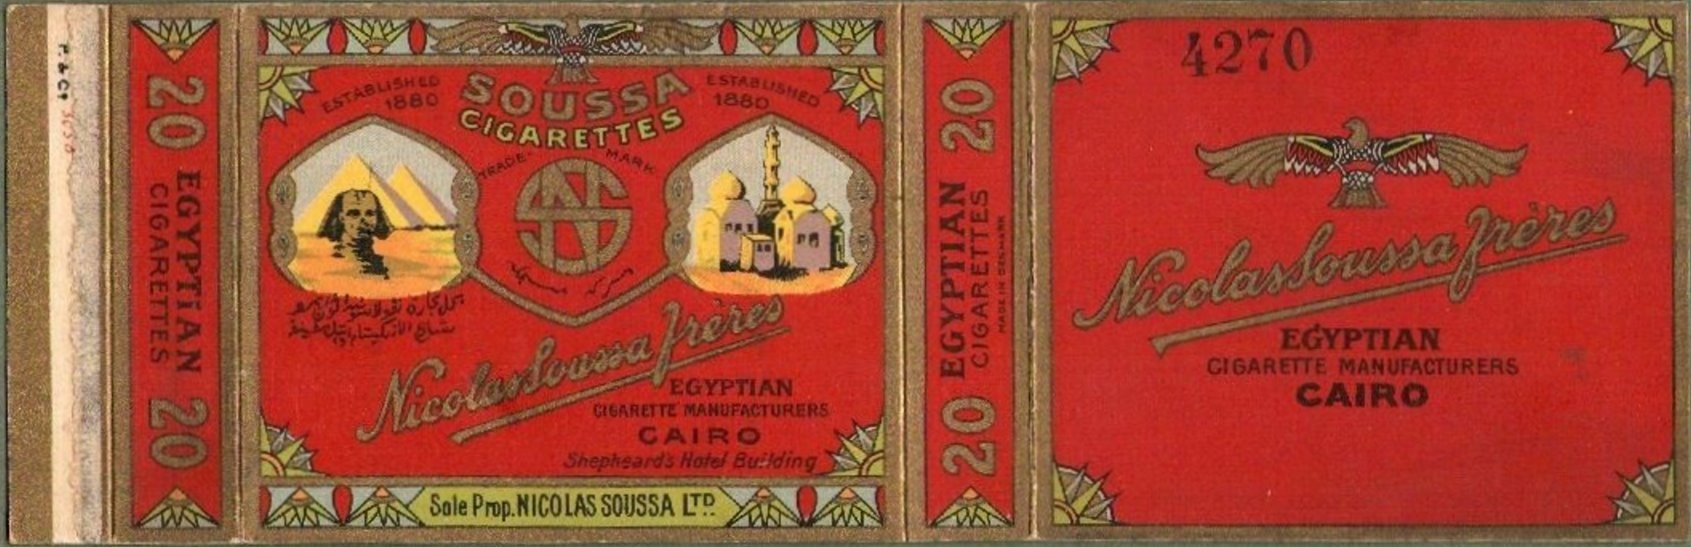 P & C?
20 EGYPTIAN 20
CIGARETTES
ESTABLISHED
1880
SOUSSA
CIGARETTES
ESTABLISHED
1880
TRADE MARK
NS
Nicolas Soussa Frères
EGYPTIAN
CIGARETTE MANUFACTURERS
CAIRO
Shepheard's Hotel Building
Sole Prop. NICOLAS SOUSSA LTD.
20 EGYPTIAN 20
CIGARETTES
MADE IN DENMARK
4270
Nicolas Soussa Frères
EGYPTIAN
CIGARETTE MANUFACTURERS
CAIRO